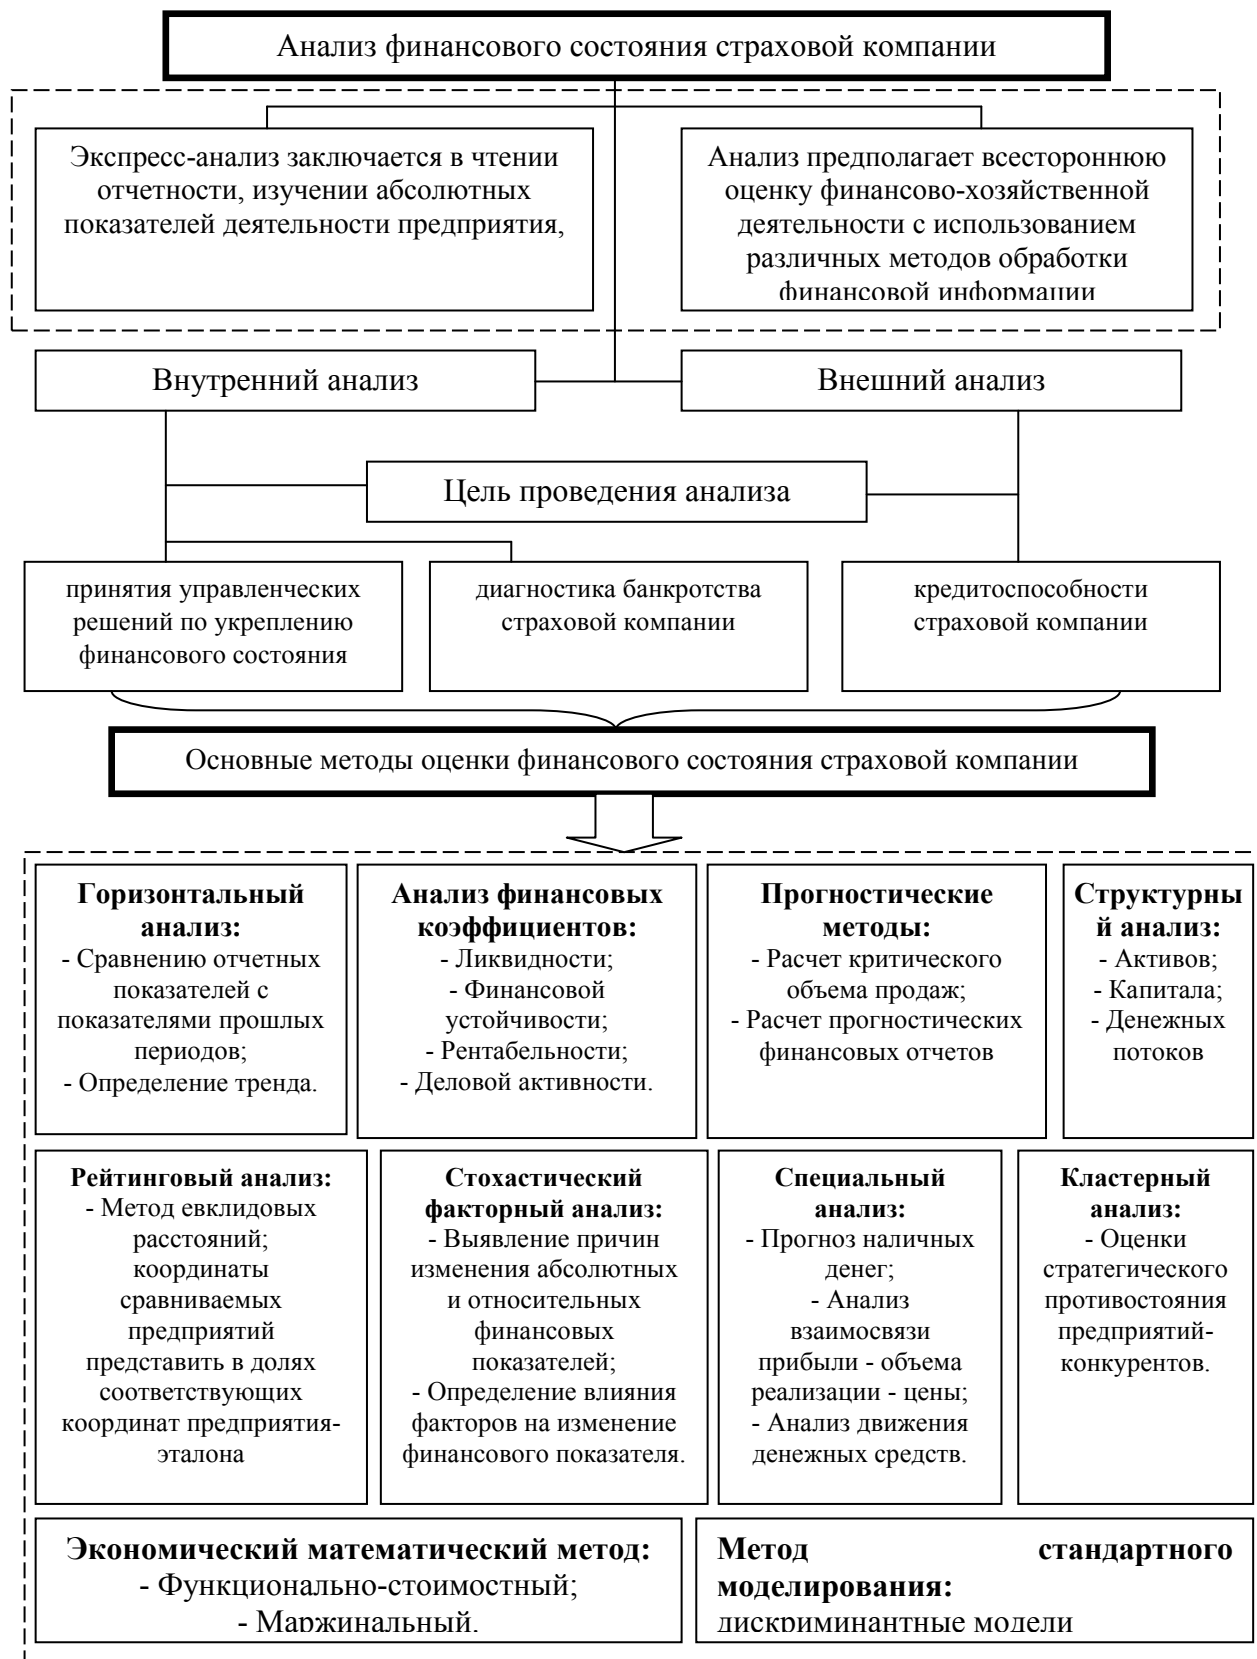 Анализ финансового состояния страховой компании
Экспресс-анализ заключается в чтении
отчетности, изучении абсолютных
показателей деятельности предприятия,
Анализ предполагает всестороннюю
оценку финансово-хозяйственной
деятельности с использованием
различных методов обработки
финансовой информации
Внутренний анализ
Внешний анализ
Цель проведения анализа
принятия управленческих
решений по укреплению
финансового состояния
диагностика банкротства
страховой компании
кредитоспособности
страховой компании
Основные методы оценки финансового состояния страховой компании
Горизонтальный
анализ:
- Сравнению отчетных
показателей с
показателями прошлых
периодов;
- Определение тренда.
Анализ финансовых
коэффициентов:
- Ликвидности;
- Финансовой
устойчивости;
- Рентабельности;
- Деловой активности.
Прогностические
методы:
- Расчет критического
объема продаж;
- Расчет прогностических
финансовых отчетов
Структурны
й анализ:
- Активов;
- Капитала;
- Денежных
потоков
Рейтинговый анализ:
- Метод евклидовых
расстояний;
координаты
сравниваемых
предприятий
представить в долях
соответствующих
координат предприятия-
эталона
Стохастический
факторный анализ:
- Выявление причин
изменения абсолютных
и относительных
финансовых
показателей;
- Определение влияния
факторов на изменение
финансового показателя.
Специальный
анализ:
- Прогноз наличных
денег;
- Анализ
взаимосвязи
прибыли - объема
реализации - цены;
- Анализ движения
денежных средств.
Кластерный
анализ:
- Оценки
стратегического
противостояния
предприятий-
конкурентов.
Экономический математический метод:
- Функционально-стоимостный;
- Маржинальный.
Метод стандартного
моделирования:
дискриминантные модели